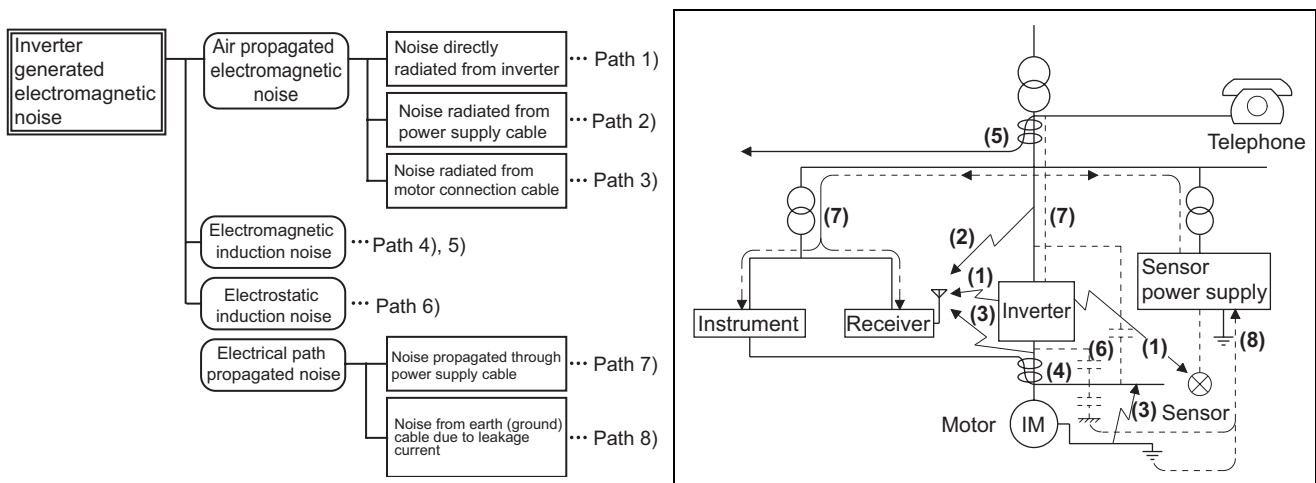 Inverter
generated
electromagnetic
noise
Air propagated
electromagnetic
noise
Noise directly
radiated from inverter
··· Path 1)
Noise radiated from
power supply cable
··· Path 2)
Noise radiated from
motor connection cable
··· Path 3)
Electromagnetic
induction noise
···Path 4), 5)
Electrostatic
induction noise
··· Path 6)
Electrical path
propagated noise
Noise propagated through
power supply cable
··· Path 7)
Noise from earth (ground)
cable due to leakage
current
··· Path 8)
Telephone
(5)
(7)
(7)
(2)
(1)
Sensor
power supply
Instrument
Receiver
(3)
Inverter
(6)
(1)
(8)
(4)
(3)
Sensor
Motor
IM